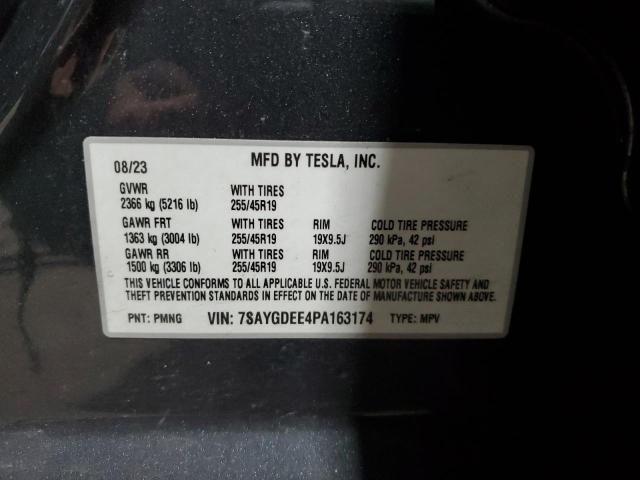 08/23 MFD BY TESLA, INC.
GVWR WITH TIRES
2366 kg (5216 lb) 255/45R19
GAWR FRT WITH TIRES RIM COLD TIRE PRESSURE
1363 kg (3004 lb) 255/45R19 19X9.5J 290 kPa, 42 psi
GAWR RR WITH TIRES RIM COLD TIRE PRESSURE
1500 kg (3306 lb) 255/45R19 19X9.5J 290 kPa, 42 psi
THIS VEHICLE CONFORMS TO ALL APPLICABLE U.S. FEDERAL MOTOR VEHICLE SAFETY AND
THEFT PREVENTION STANDARDS IN EFFECT ON THE DATE OF MANUFACTURE SHOWN ABOVE.
PNT: PMNG VIN: 7SAYGDEE4PA163174 TYPE: MPV